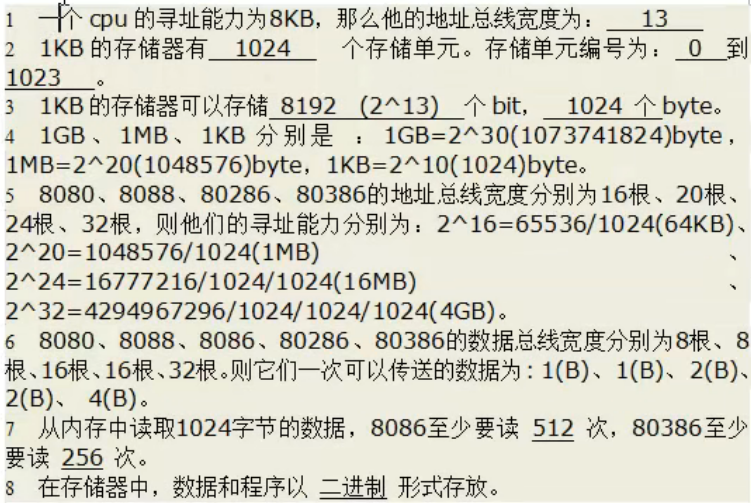 1 一个 cpu 的寻址能力为8KB，那么他的地址总线宽度为： 13
2 1KB 的存储器有 1024 个存储单元。存储单元编号为： 0 到
1023 。
3 1KB 的存储器可以存储 8192 (2^13) 个 bit， 1024 个 byte。
4 1GB、1MB、1KB 分别是 ： 1GB=2^30(1073741824)byte，
1MB=2^20(1048576)byte，1KB=2^10(1024)byte。
5 8080、8088、80286、80386的地址总线宽度分别为16根、20根、
24根、32根，则他们的寻址能力分别为：2^16=65536/1024(64KB)、
2^20=1048576/1024(1MB) 、
2^24=16777216/1024/1024(16MB) 、
2^32=4294967296/1024/1024/1024(4GB)。
6 8080、8088、8086、80286、80386的数据总线宽度分别为8根、8
根、16根、16根、32根。则它们一次可以传送的数据为：1(B)、1(B)、2(B)、
2(B)、 4(B)。
7 从内存中读取1024字节的数据，8086至少要读 512 次，80386至少
要读 256 次。
8 在存储器中，数据和程序以 二进制 形式存放。